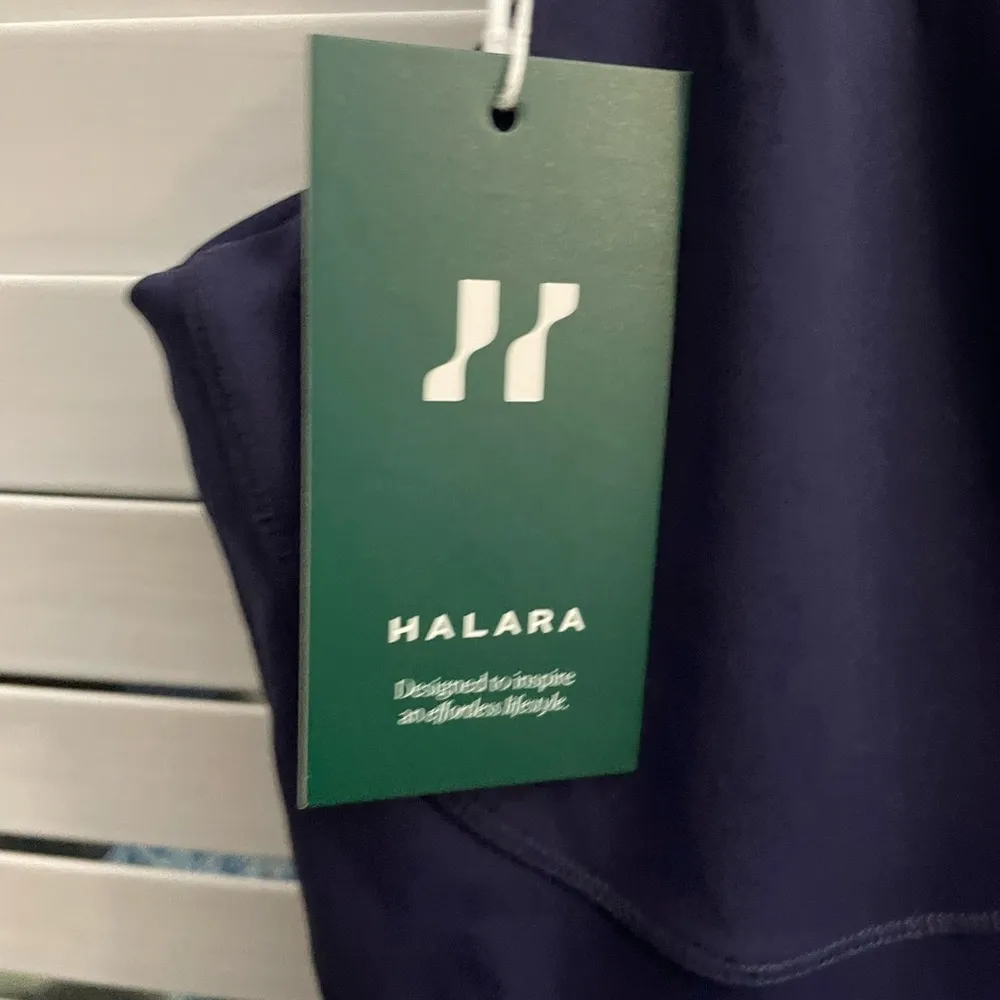 HALARA
Designed to inspire
an effortless lifestyle.